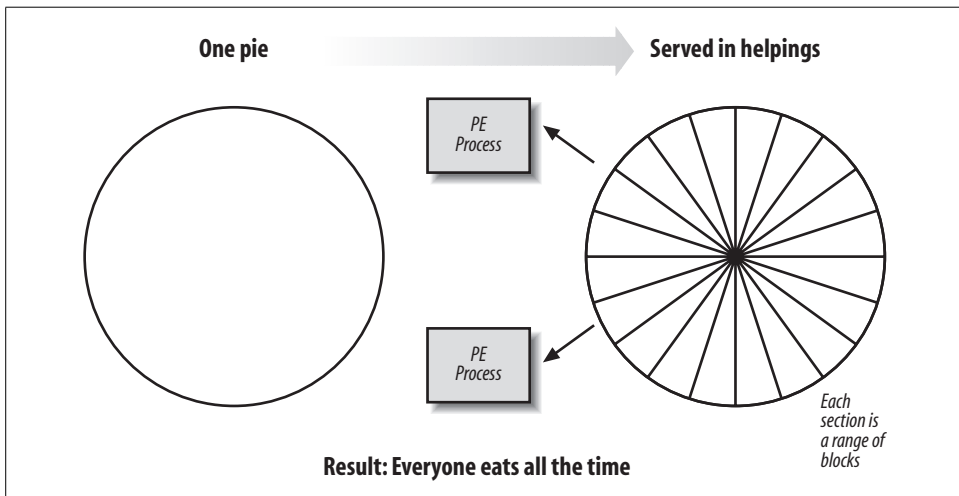 One pie
Served in helpings
PE
Process
PE
Process
Each
section is
a range of
blocks
Result: Everyone eats all the time